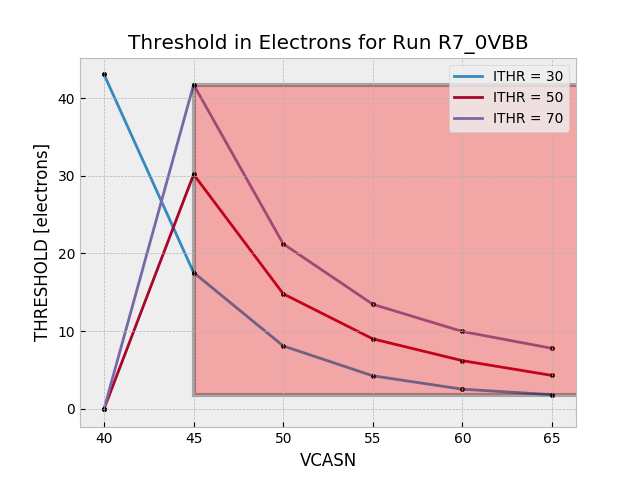 Threshold in Electrons for Run R7_0VBB
ITHR = 30
ITHR = 50
ITHR = 70
THRESHOLD [electrons]
40
30
20
10
0
40 45 50 55 60 65
VCASN